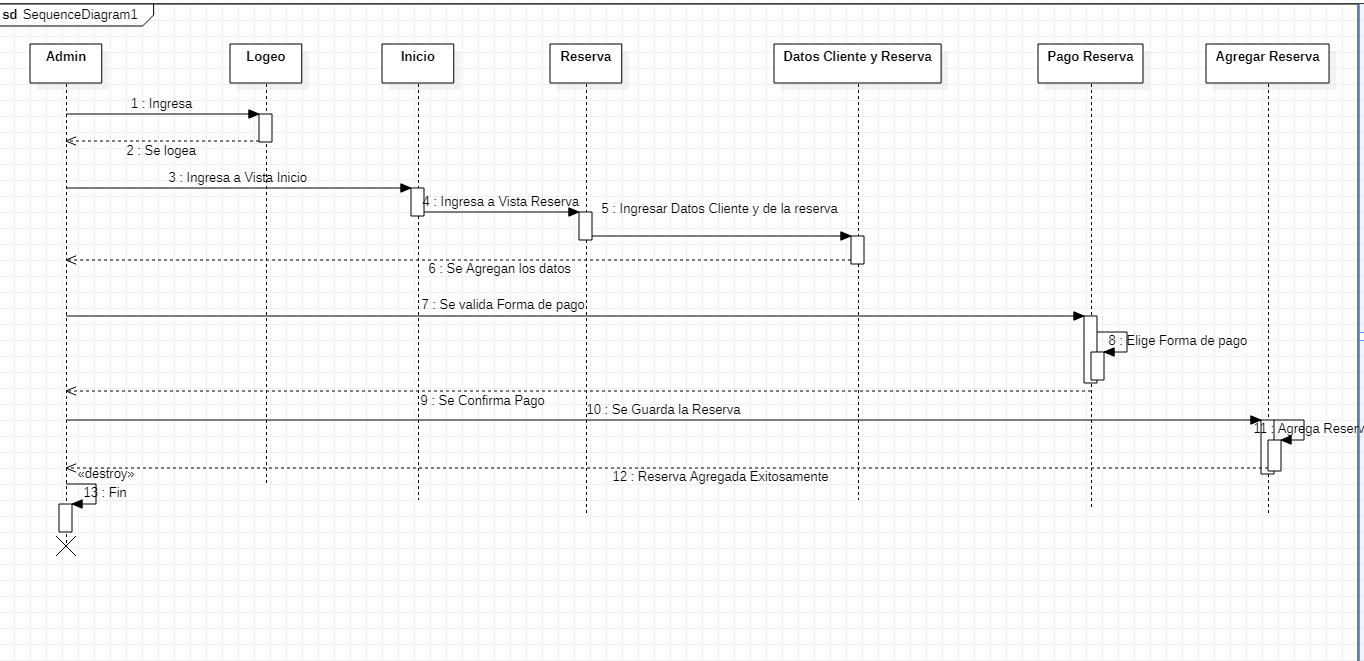 sd SequenceDiagram1
Admin
Logeo
Inicio
Reserva
Datos Cliente y Reserva
Pago Reserva
Agregar Reserva
1 : Ingresa
2 : Se logea
3 : Ingresa a Vista Inicio
4 : Ingresa a Vista Reserva
5 : Ingresar Datos Cliente y de la reserva
6 : Se Agregan los datos
7 : Se valida Forma de pago
8 : Elige Forma de pago
9 : Se Confirma Pago
10 : Se Guarda la Reserva
11 : Agrega Reserv
12 : Reserva Agregada Exitosamente
«destroy»
13 : Fin